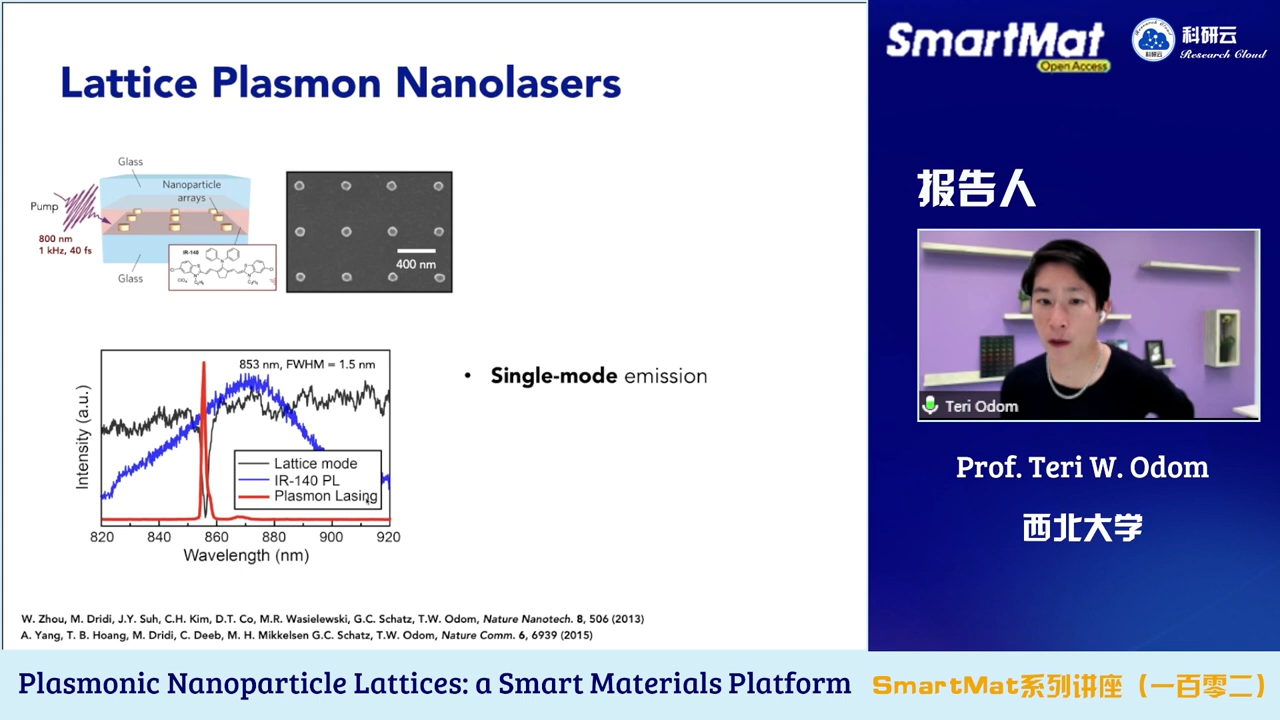 Lattice Plasmon Nanolasers
Glass
Nanoparticle
arrays
Pump
800 nm
1 kHz, 40 fs
IR-140
Glass
400 nm
853 nm, FWHM = 1.5 nm
Intensity (a.u.)
Lattice mode
IR-140 PL
Plasmon Lasing
820 840 860 880 900 920
Wavelength (nm)
• Single-mode emission
W. Zhou, M. Dridi, J.Y. Suh, C.H. Kim, D.T. Co, M.R. Wasielewski, G.C. Schatz, T.W. Odom, Nature Nanotech. 8, 506 (2013)
A. Yang, T. B. Hoang, M. Dridi, C. Deeb, M. H. Mikkelsen G.C. Schatz, T.W. Odom, Nature Comm. 6, 6939 (2015)
SmartMat
Open Access
科研云
Research Cloud
报告人
Teri Odom
Prof. Teri W. Odom
西北大学
Plasmonic Nanoparticle Lattices: a Smart Materials Platform
SmartMat系列讲座（一百零二）